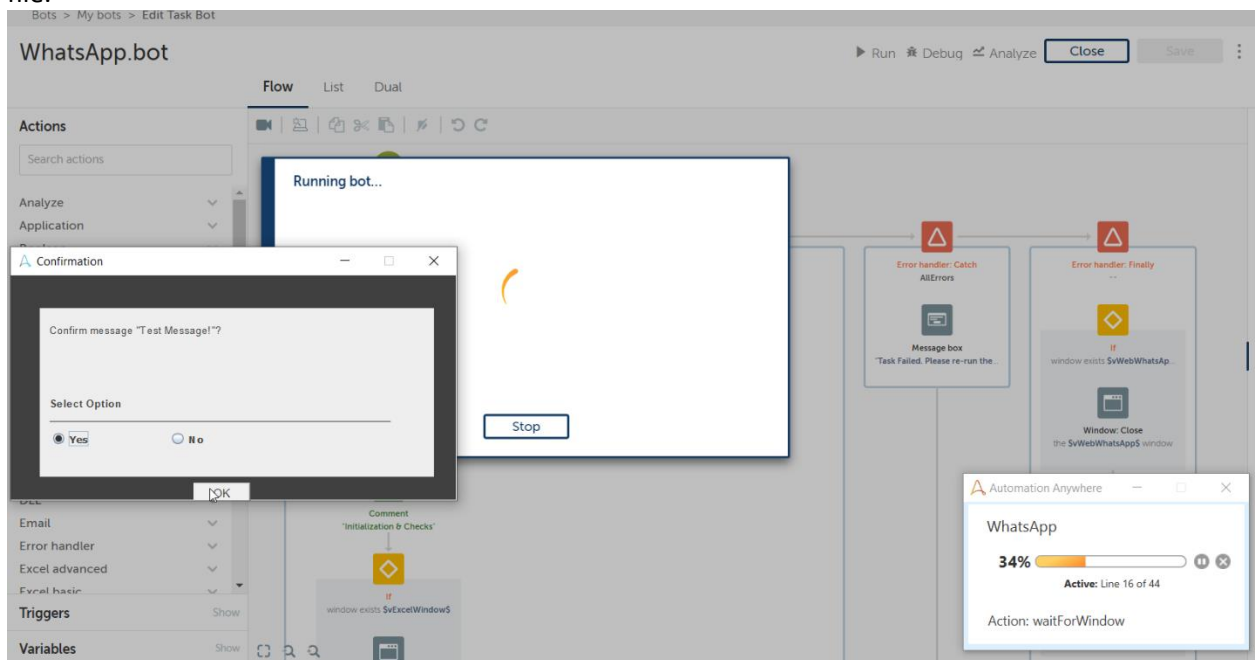 file.
Bots > My bots > Edit Task Bot
WhatsApp.bot
Run Debug Analyze Close Save
Flow List Dual
Actions
Search actions
Analyze
Application
Running bot...
Stop
Confirmation
Confirm message "Test Message!"?
Select Option
Yes No
OK
Email
Error handler
Excel advanced
Excel basic
Triggers Show
Variables Show
Comment
"Initialization & Checks"
If
window exists $vExcelWindow$
Error handler: Catch
AllErrors
Message box
"Task Failed. Please re-run the...
Error handler: Finally
--
If
window exists $vWebWhatsAp...
Window: Close
the $vWebWhatsApp$ window
Automation Anywhere
WhatsApp
34%
Active: Line 16 of 44
Action: waitForWindow